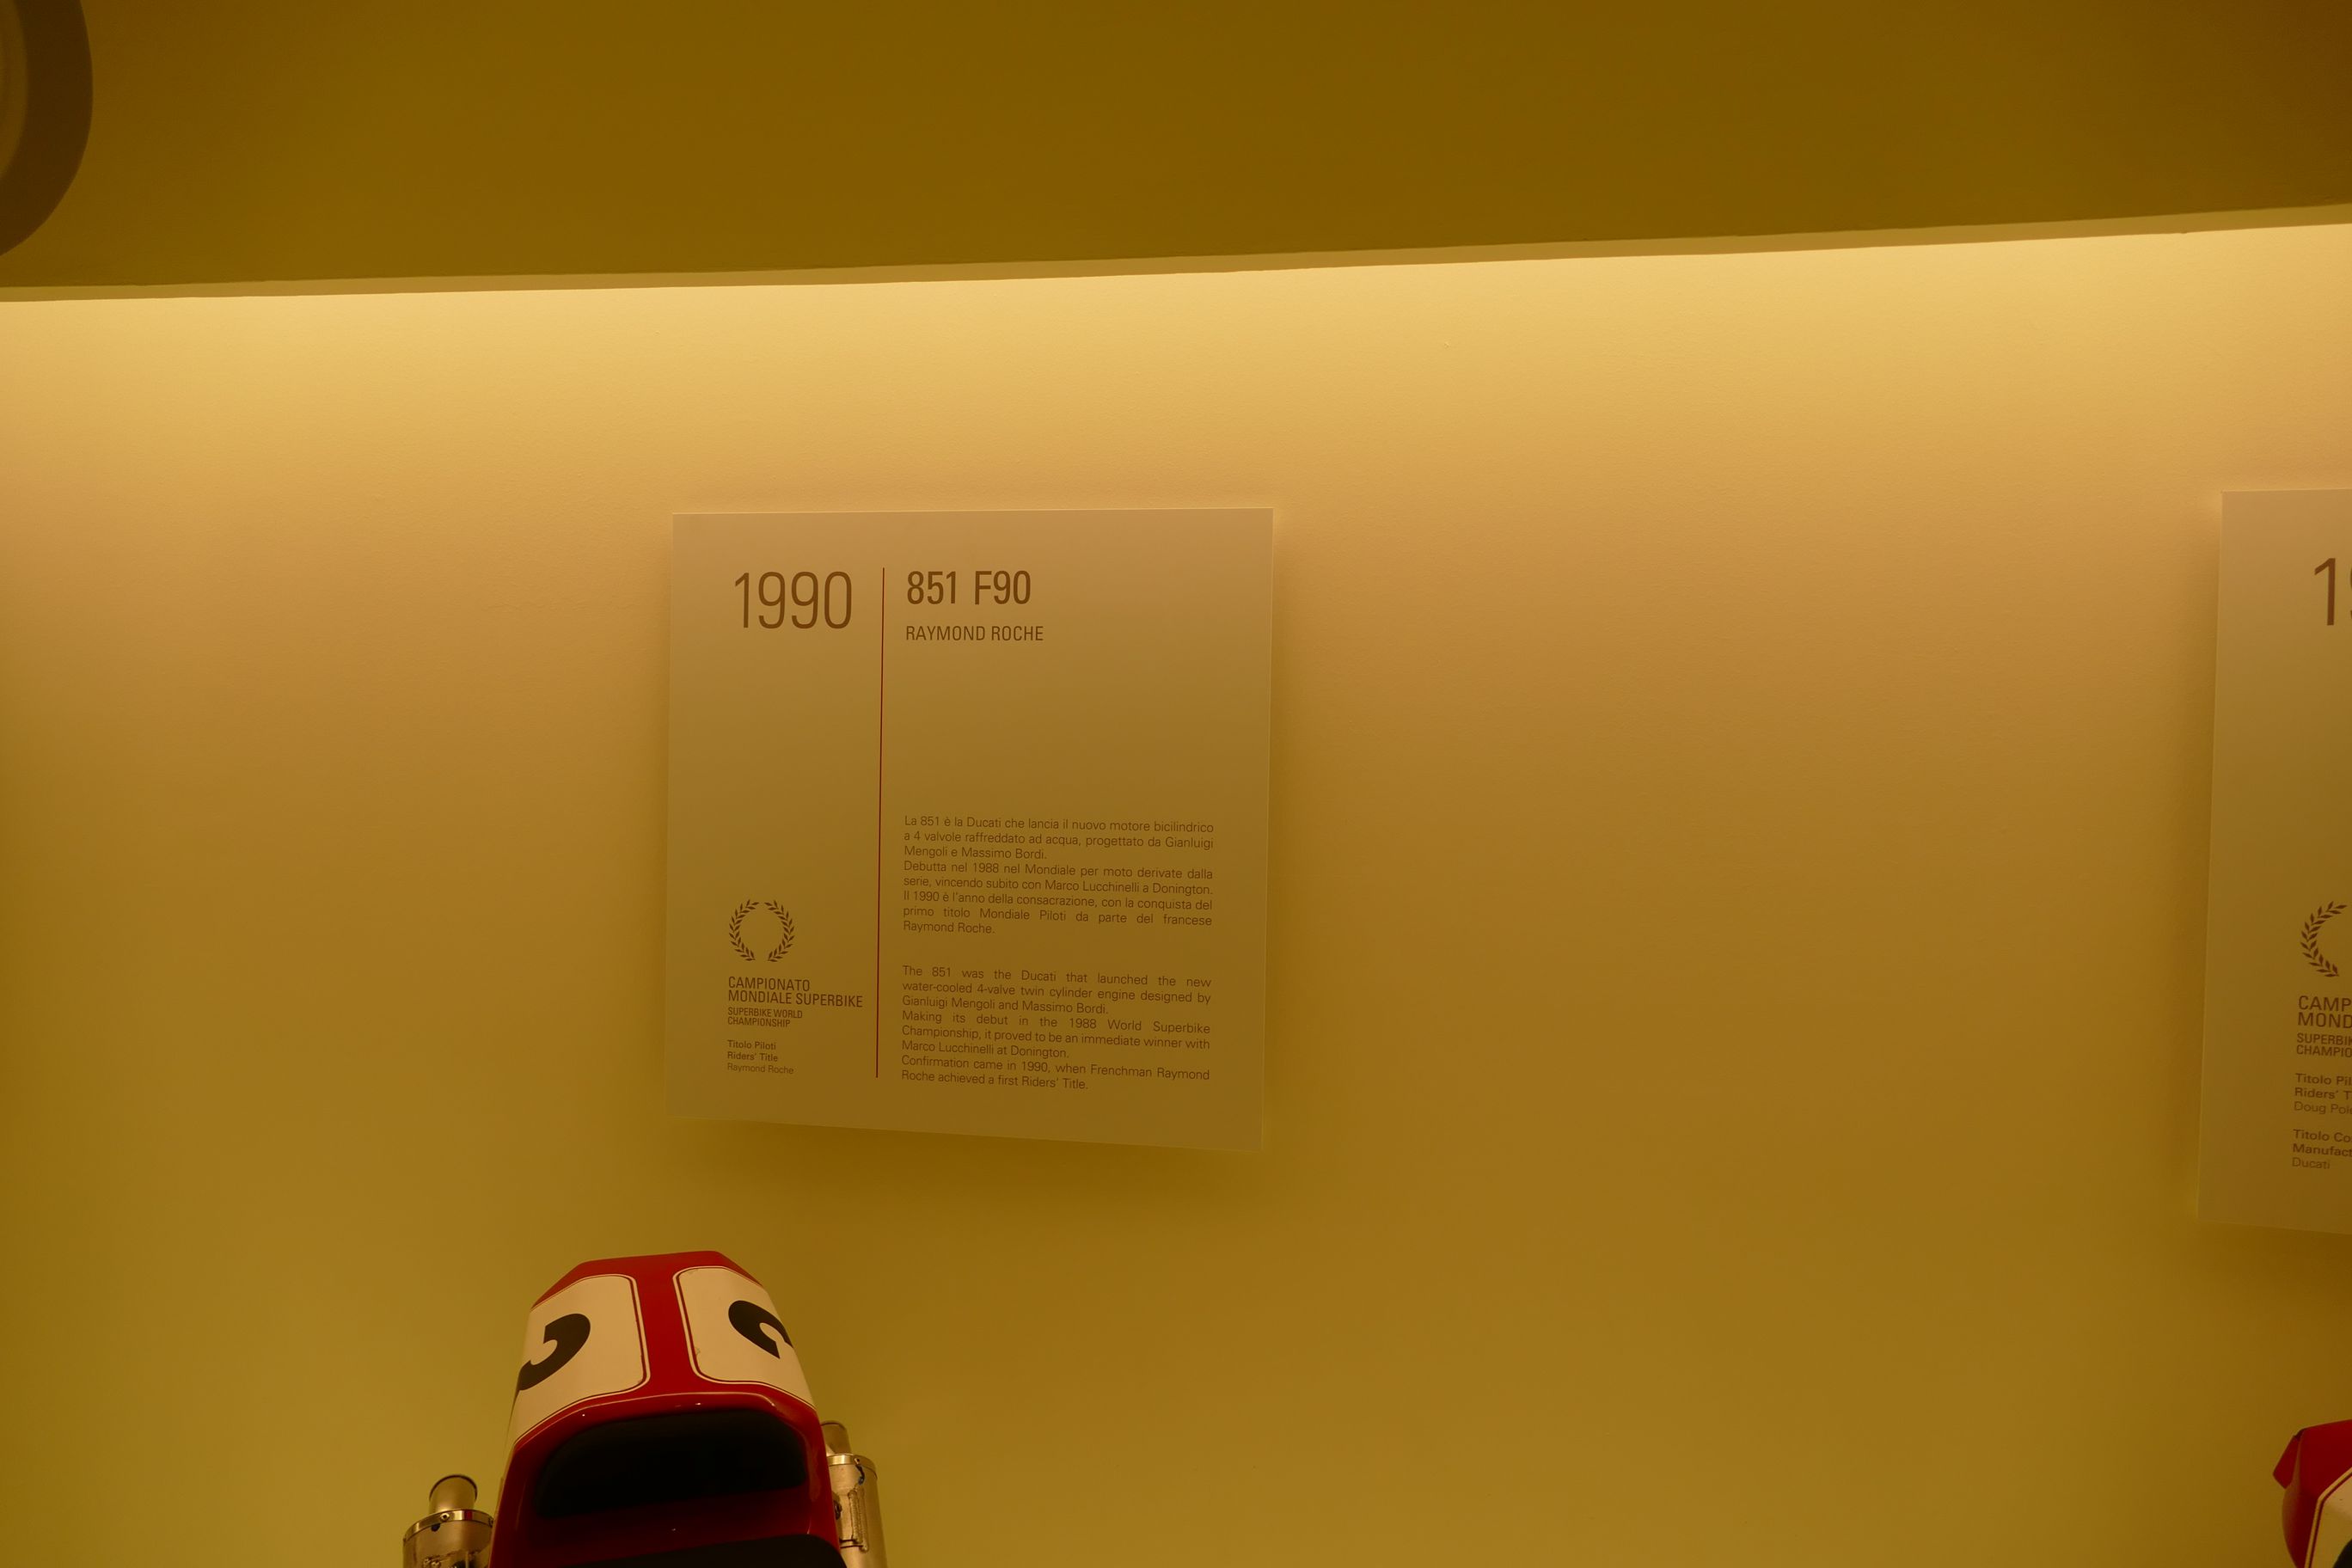 1990
851 F90
RAYMOND ROCHE
La 851 è la Ducati che lancia il nuovo motore bicilindrico
a 4 valvole raffreddato ad acqua, progettato da Gianluigi
Mengoli e Massimo Bordi.
Debutta nel 1988 nel Mondiale per moto derivate dalla
serie, vincendo subito con Marco Lucchinelli a Donington.
Il 1990 è l'anno della consacrazione, con la conquista del
primo titolo Mondiale Piloti da parte del francese
Raymond Roche.
The 851 was the Ducati that launched the new
water-cooled 4-valve twin cylinder engine designed by
Gianluigi Mengoli and Massimo Bordi.
Making its debut in the 1988 World Superbike
Championship, it proved to be an immediate winner with
Marco Lucchinelli at Donington.
Confirmation came in 1990, when Frenchman Raymond
Roche achieved a first Riders' Title.
CAMPIONATO
MONDIALE SUPERBIKE
SUPERBIKE WORLD
CHAMPIONSHIP
Titolo Piloti
Riders' Title
Raymond Roche
Titolo
Riders'
Doug
Titolo
Ducati